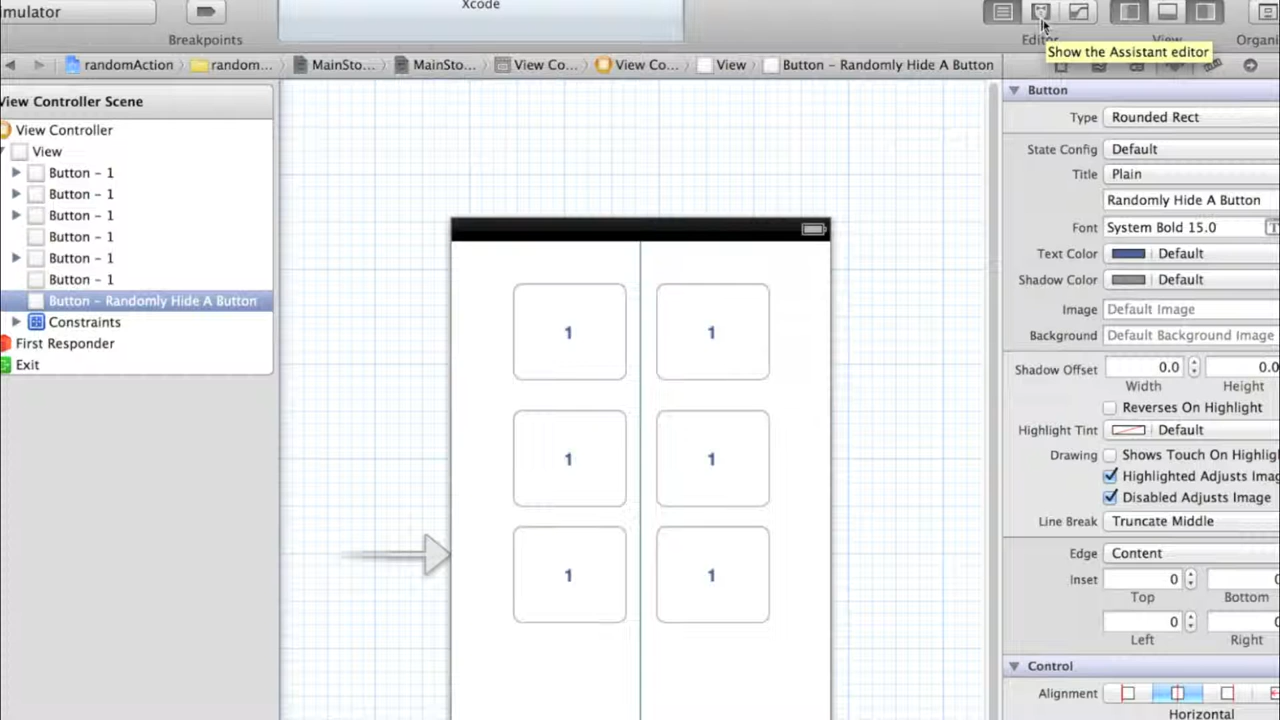 imulator
Xcode
Breakpoints
Editor
View
Organi
Show the Assistant editor
randomAction
random...
MainSto...
MainSto...
View Co...
View Co...
View
Button - Randomly Hide A Button
View Controller Scene
View Controller
View
Button - 1
Button - 1
Button - 1
Button - 1
Button - 1
Button - 1
Button - Randomly Hide A Button
Constraints
First Responder
Exit
1
1
1
1
1
1
Button
Type Rounded Rect
State Config Default
Title Plain
Randomly Hide A Button
Font System Bold 15.0 T
Text Color Default
Shadow Color Default
Image Default Image
Background Default Background Image
Shadow Offset 0.0 0.0
Width Height
Reverses On Highlight
Highlight Tint Default
Drawing Shows Touch On Highlig
Highlighted Adjusts Imag
Disabled Adjusts Image
Line Break Truncate Middle
Edge Content
Inset 0 0
Top Bottom
0 0
Left Right
Control
Alignment
Horizontal